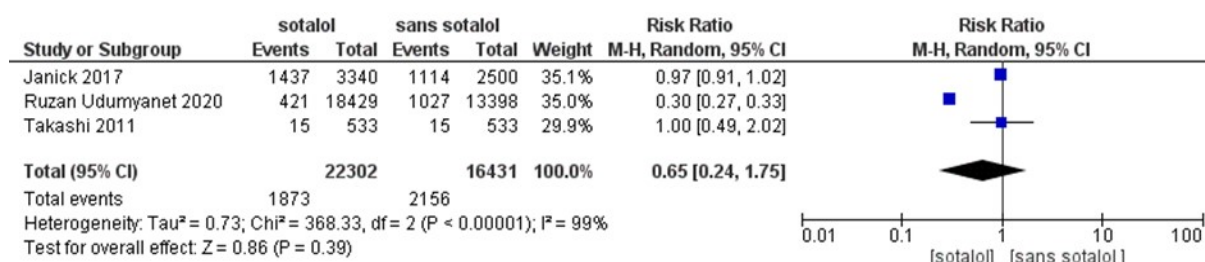 sotalol sans sotalol Risk Ratio Risk Ratio
Study or Subgroup Events Total Events Total Weight M-H, Random, 95% CI M-H, Random, 95% CI
Janick 2017 1437 3340 1114 2500 35.1% 0.97 [0.91, 1.02]
Ruzan Udumyanet 2020 421 18429 1027 13398 35.0% 0.30 [0.27, 0.33]
Takashi 2011 15 533 15 533 29.9% 1.00 [0.49, 2.02]
Total (95% CI) 22302 16431 100.0% 0.65 [0.24, 1.75]
Total events 1873 2156
Heterogeneity: Tau² = 0.73; Chi² = 368.33, df = 2 (P < 0.00001); I² = 99%
Test for overall effect: Z = 0.86 (P = 0.39)
0.01 0.1 1 10 100
[sotalol] [sans sotalol]